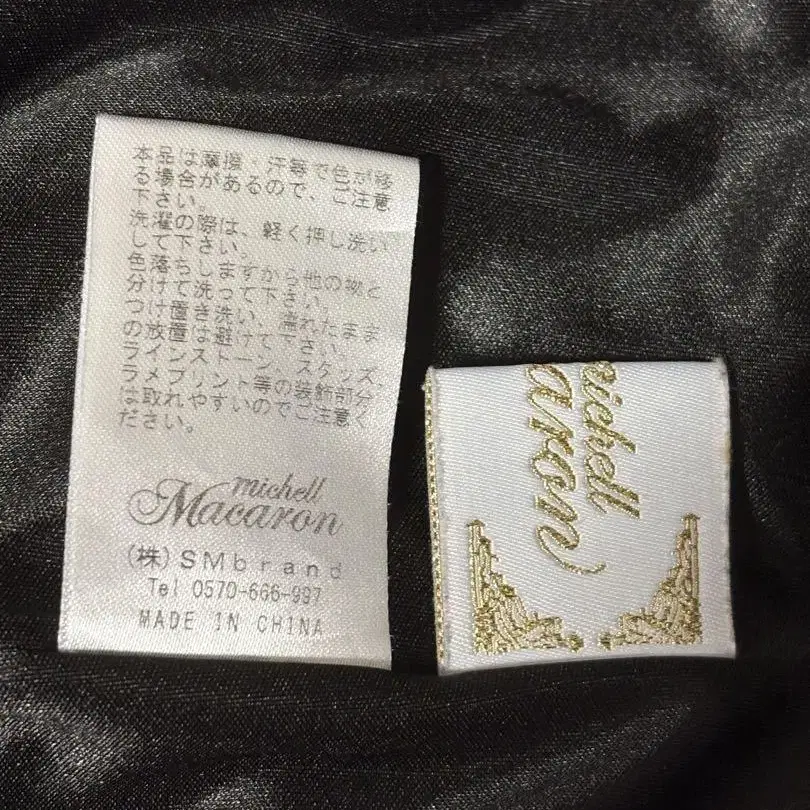 本品は摩擦・汗等で色が移
る場合があるので、ご注意
下さい。
洗濯の際は、軽く押し洗い
して下さい。
色落ちしますから他の物と
分けて洗って下さい。
つけ置き洗い、濡れたまま
の放置は避けて下さい。
ラインストーン、スタッズ、
ラメプリント等の装飾部分
は取れやすいのでご注意く
ださい。
michell
Macaron
(株)SMbrand
Tel 0570-666-997
MADE IN CHINA
ichell
aron